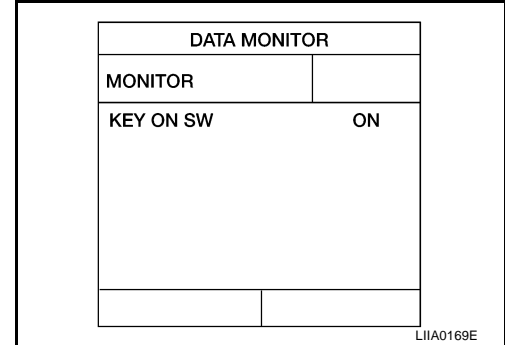 DATA MONITOR
MONITOR
KEY ON SW ON
LIIA0169E